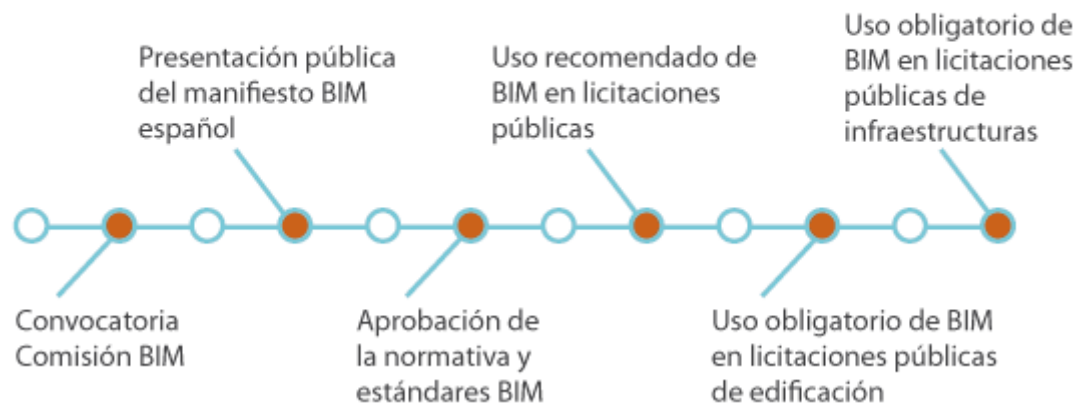 Presentación pública
del manifiesto BIM
español
Uso recomendado de
BIM en licitaciones
públicas
Uso obligatorio de
BIM en licitaciones
públicas de
infraestructuras
Convocatoria
Comisión BIM
Aprobación de
la normativa y
estándares BIM
Uso obligatorio de BIM
en licitaciones públicas
de edificación